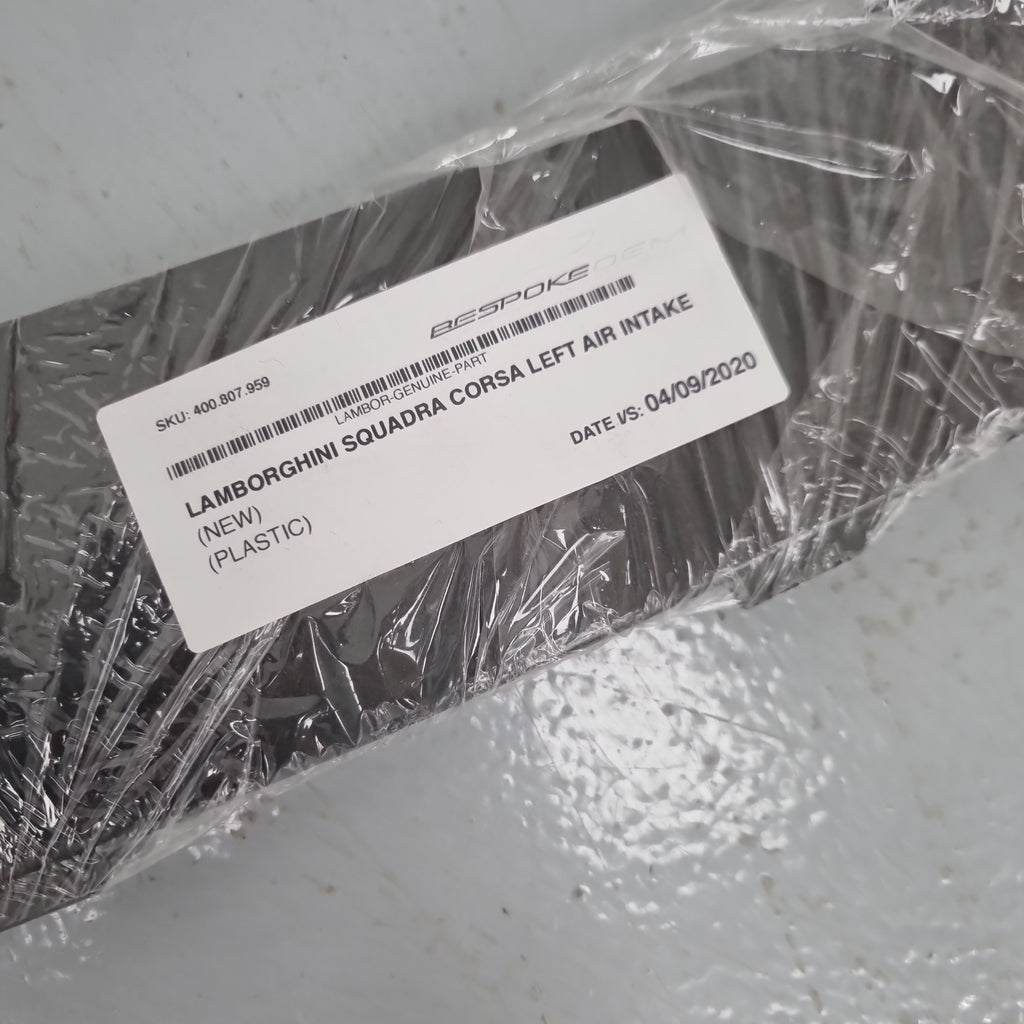 BESPOKE OEM
SKU: 400.807.959
LAMBOR-GENUINE-PART
LAMBORGHINI SQUADRA CORSA LEFT AIR INTAKE
(NEW)
(PLASTIC)
DATE I/S: 04/09/2020